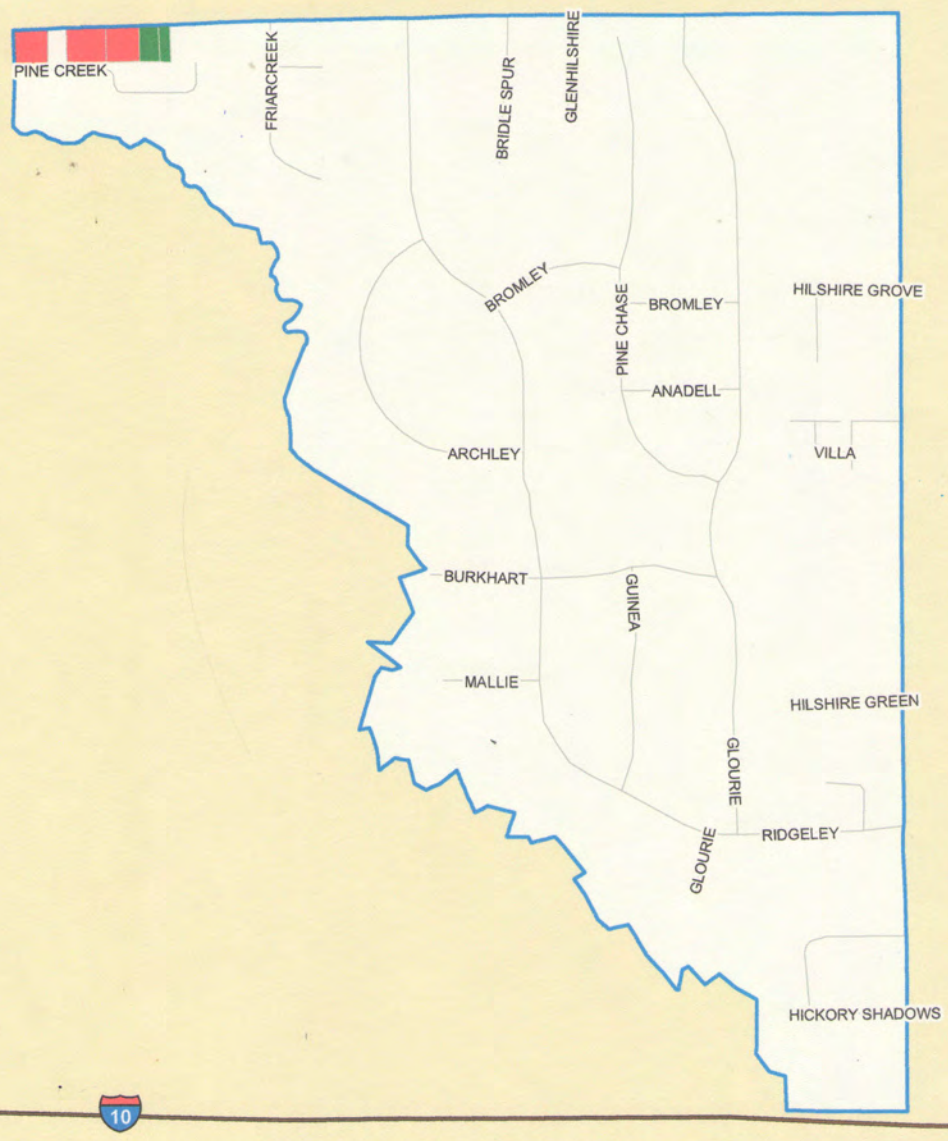 PINE CREEK
FRIARCREEK
BRIDLE SPUR
GLENHILSHIRE
BROMLEY
PINE CHASE
BROMLEY
HILSHIRE GROVE
ANADELL
ARCHLEY
VILLA
BURKHART
GUINEA
MALLIE
HILSHIRE GREEN
GLOURIE
GLOURIE
RIDGELEY
HICKORY SHADOWS
10